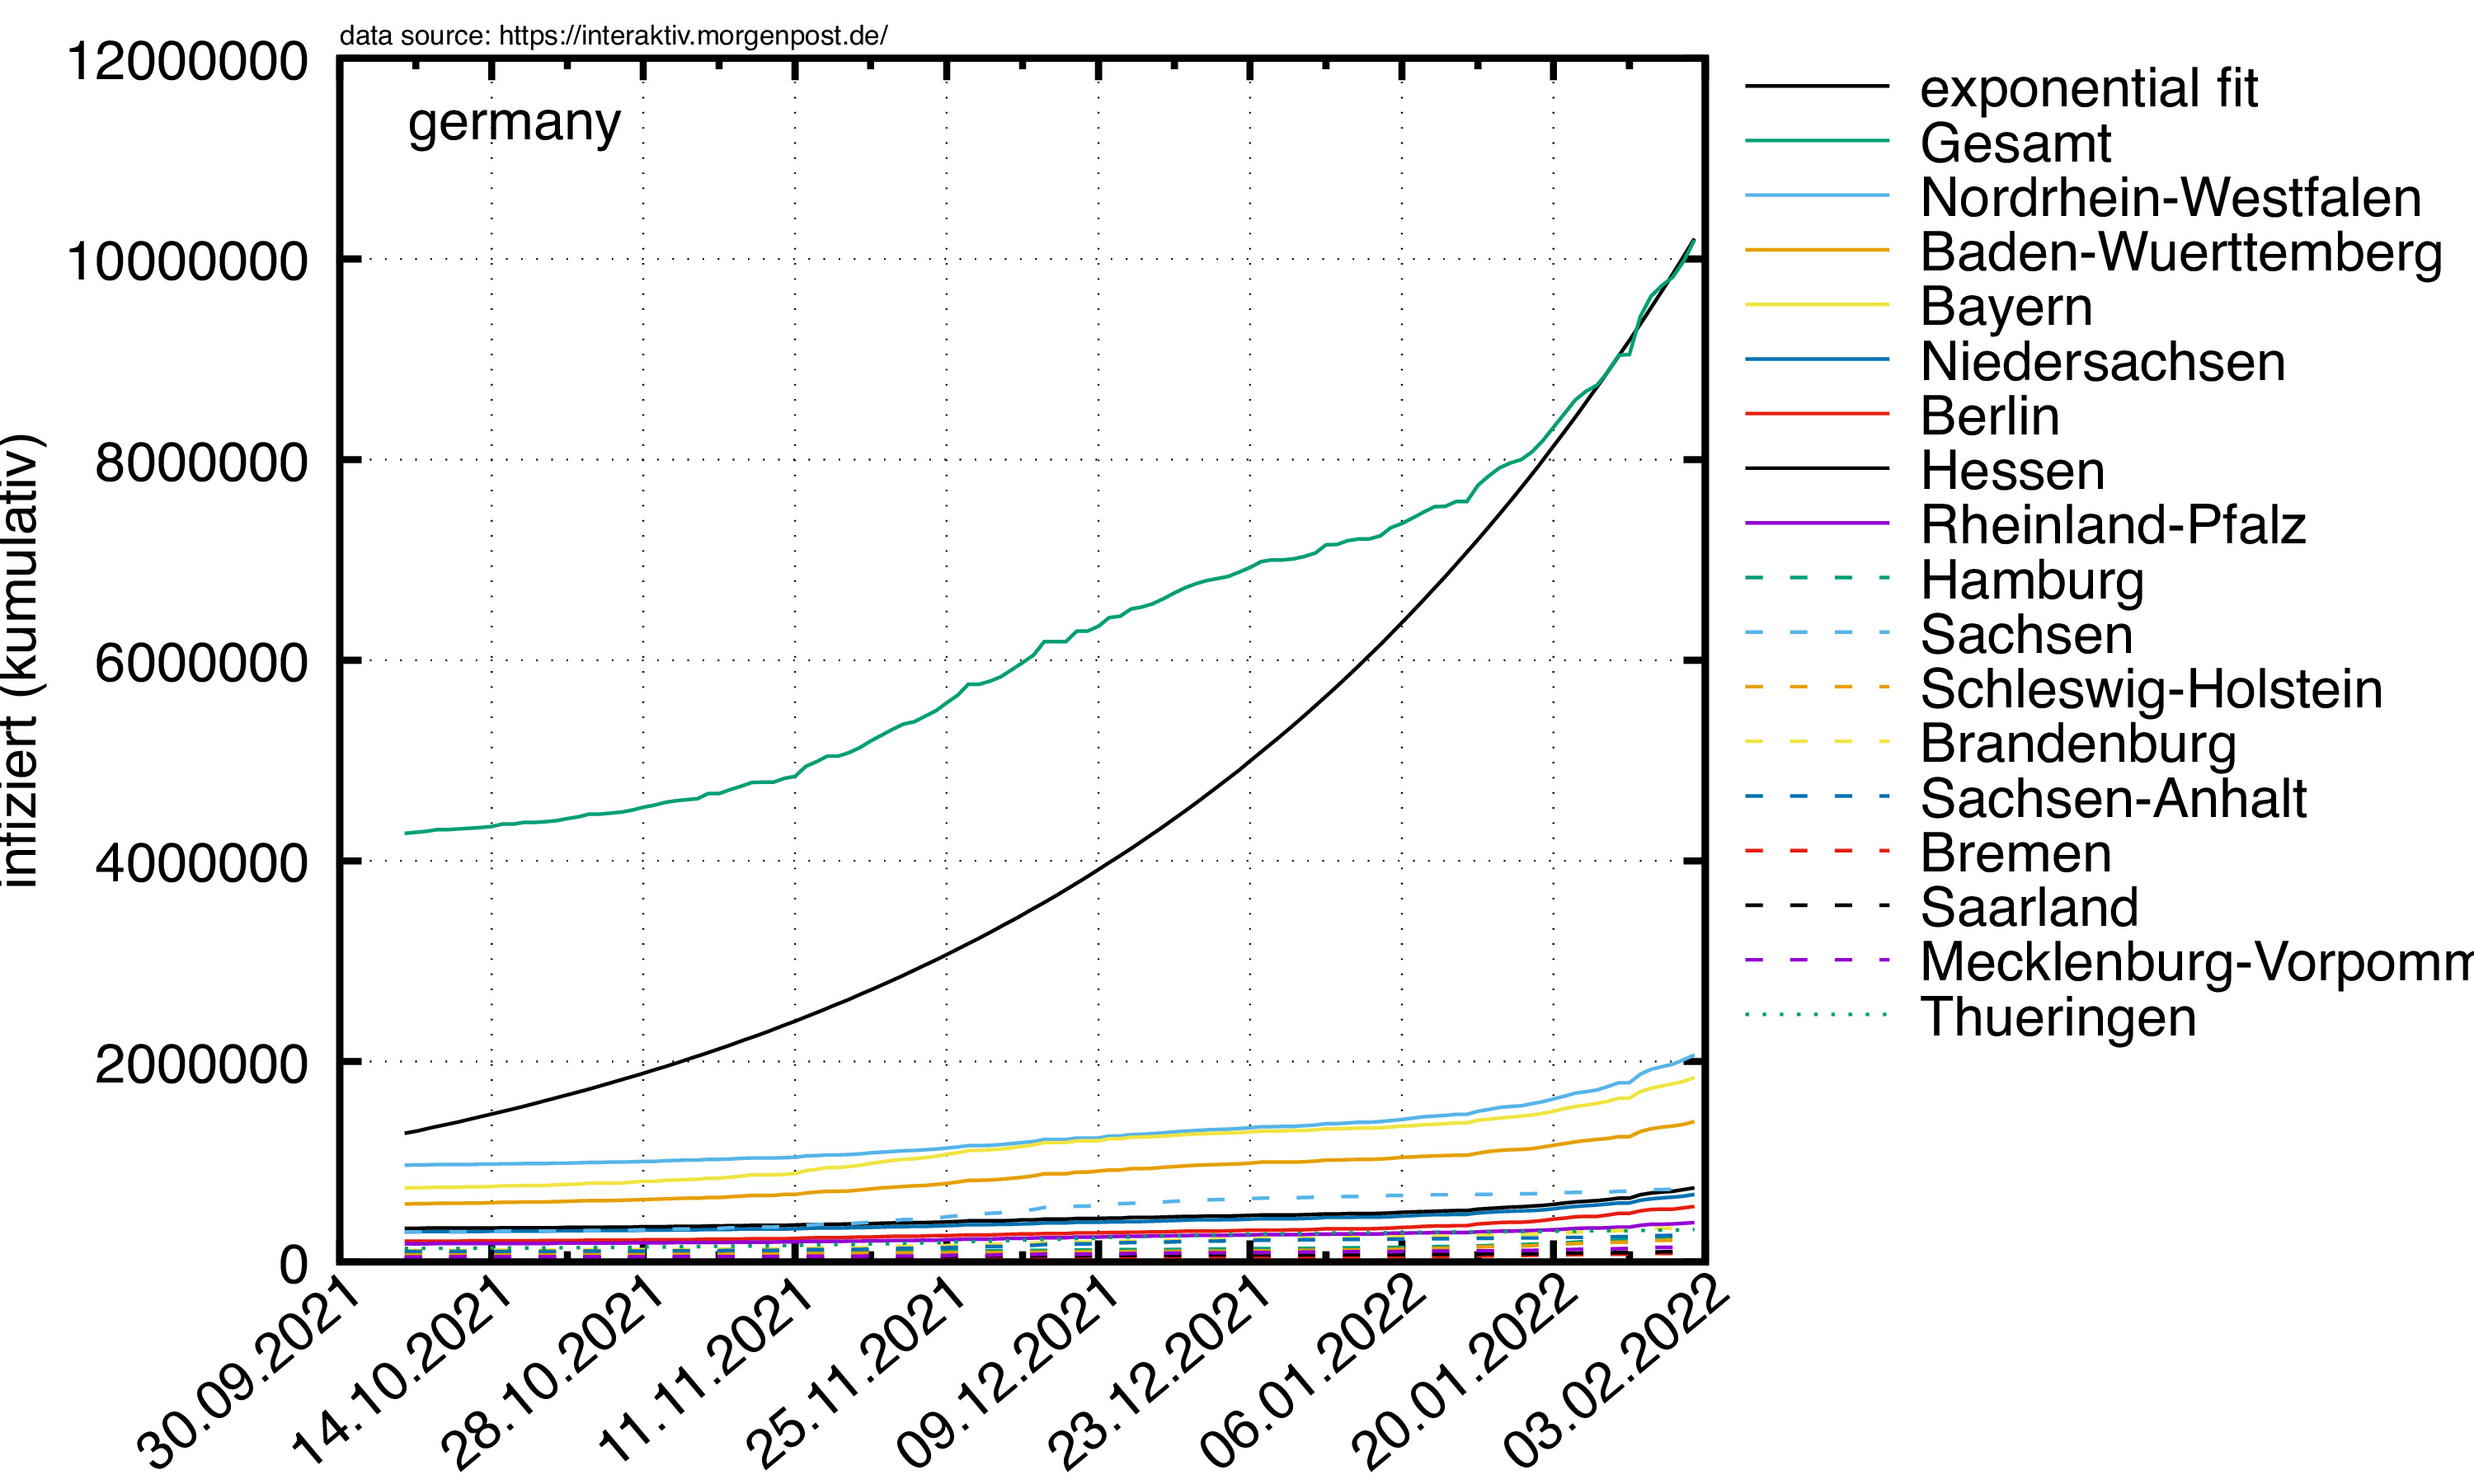 data source: https://interaktiv.morgenpost.de/
germany
infiziert (kumulativ)
12000000
10000000
8000000
6000000
4000000
2000000
0
30.09.2021
14.10.2021
28.10.2021
11.11.2021
25.11.2021
09.12.2021
23.12.2021
06.01.2022
20.01.2022
03.02.2022
exponential fit
Gesamt
Nordrhein-Westfalen
Baden-Wuerttemberg
Bayern
Niedersachsen
Berlin
Hessen
Rheinland-Pfalz
Hamburg
Sachsen
Schleswig-Holstein
Brandenburg
Sachsen-Anhalt
Bremen
Saarland
Mecklenburg-Vorpomm
Thueringen